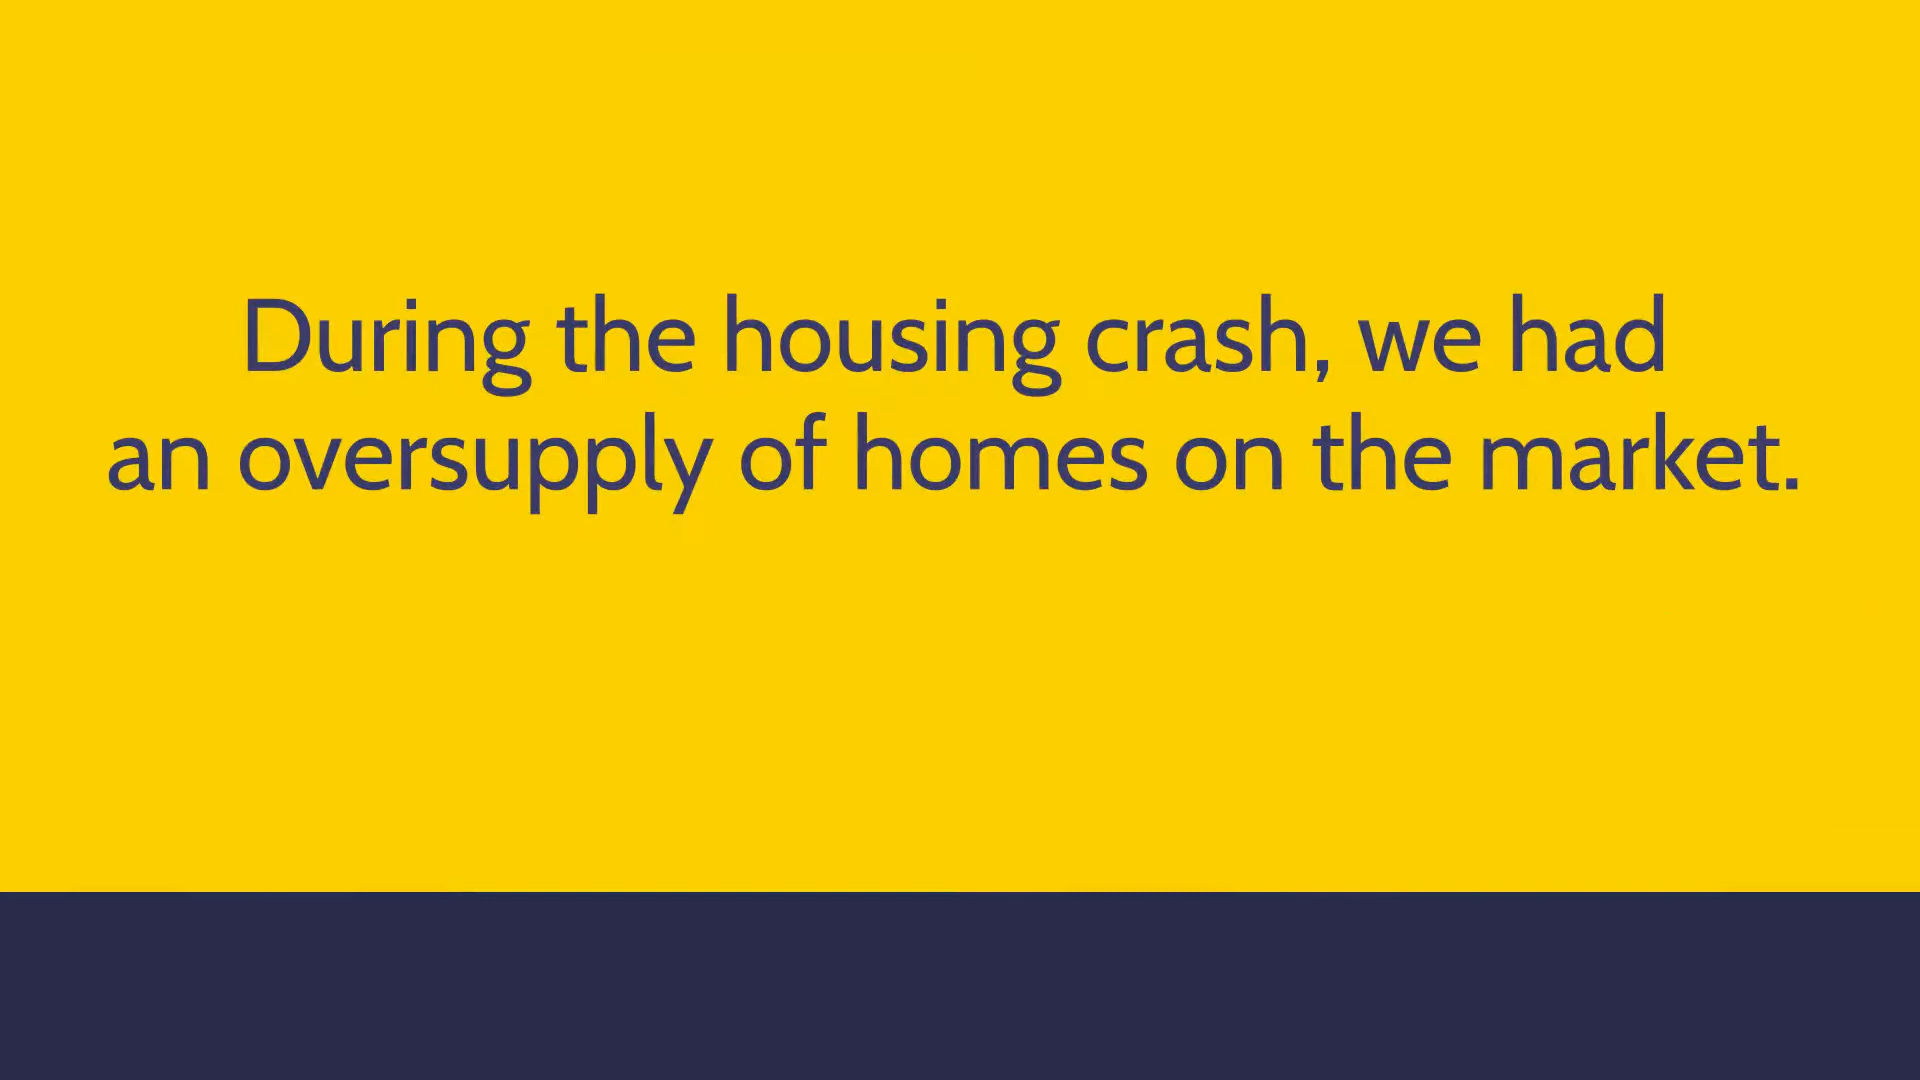 During the housing crash, we had
an oversupply of homes on the market.